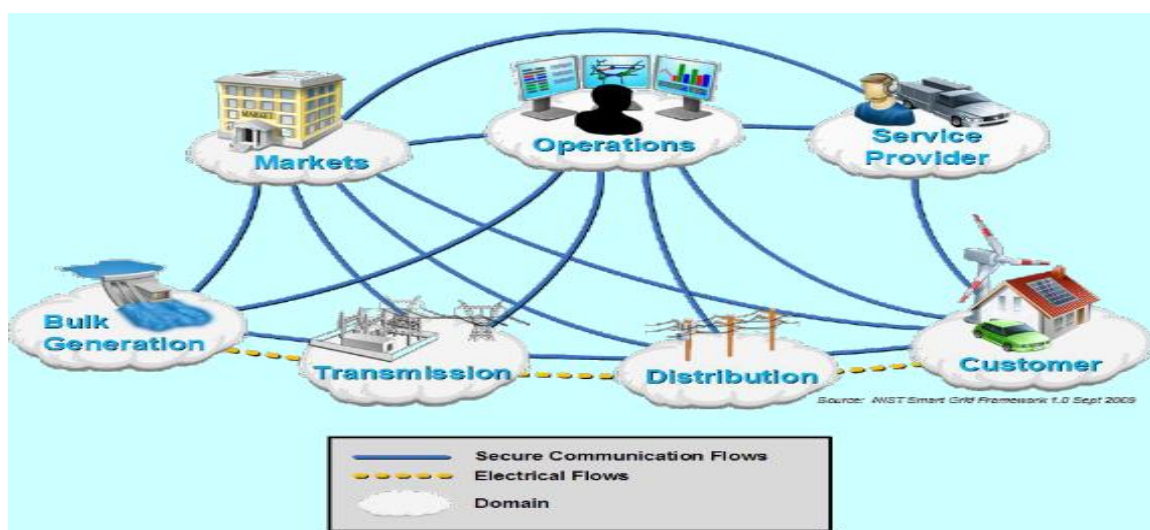 MARKET
Markets
Operations
Service
Provider
Bulk
Generation
Transmission
Distribution
Customer
Source: NIST Smart Grid Framework 1.0 Sept 2009
Secure Communication Flows
Electrical Flows
Domain